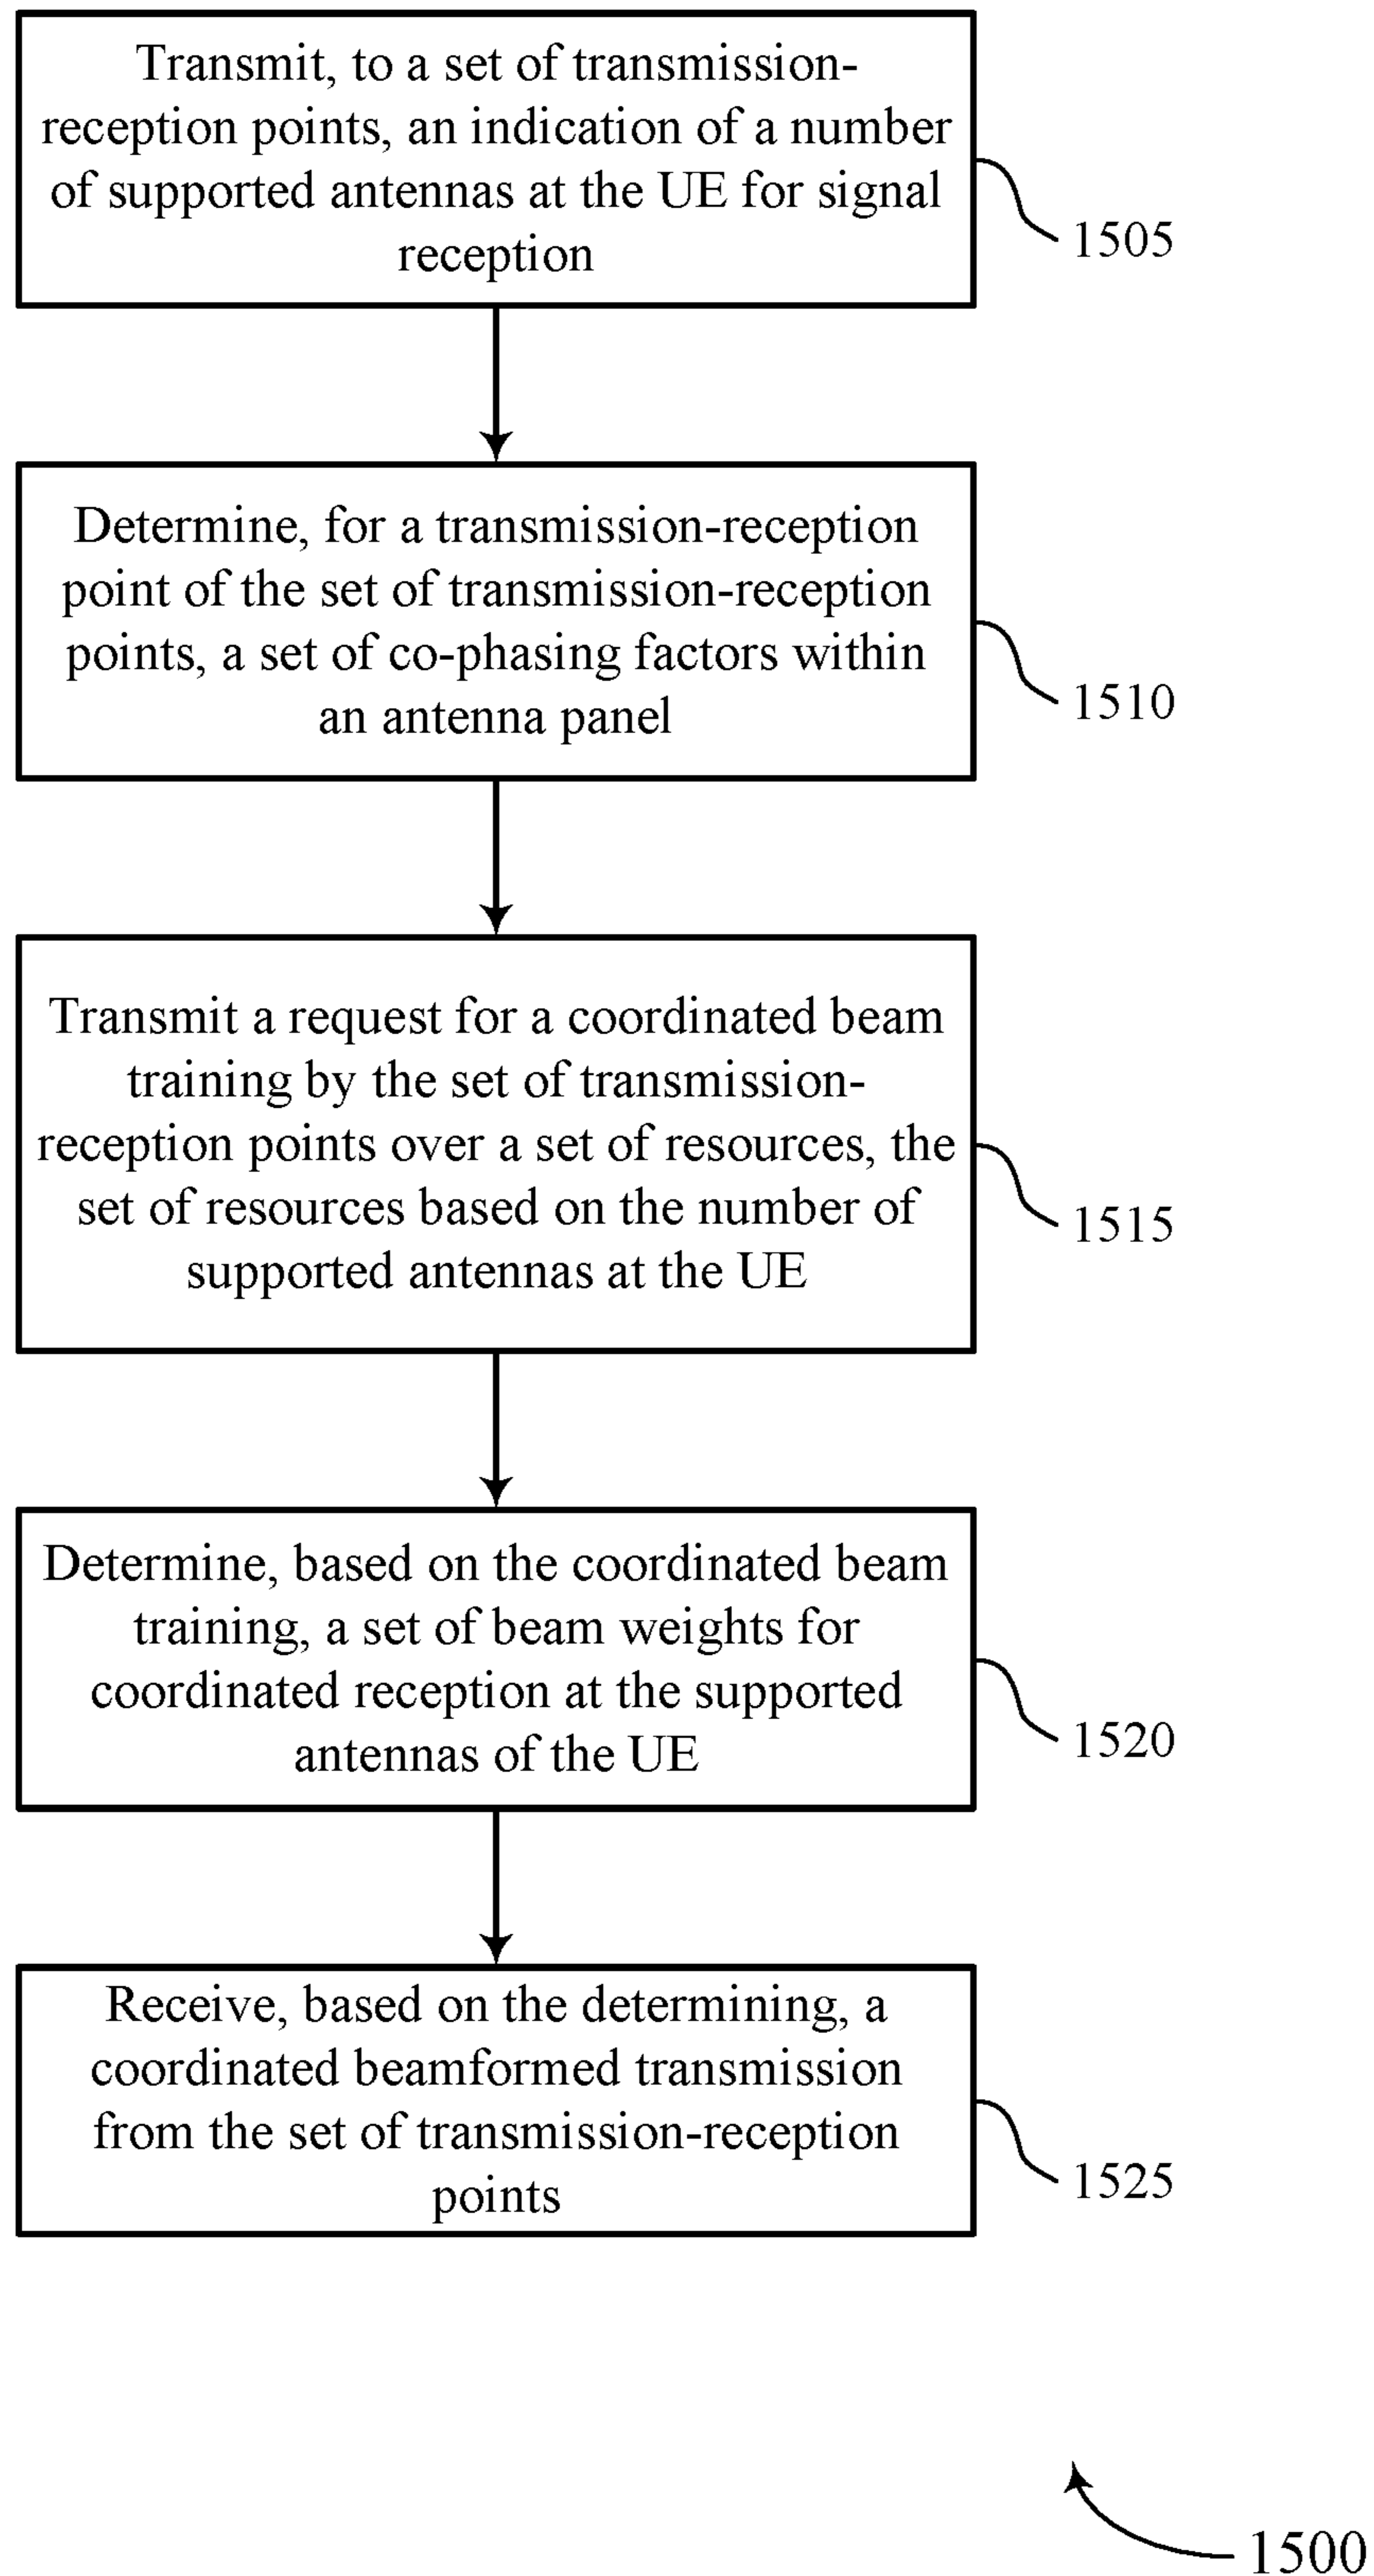 Transmit, to a set of transmission-
reception points, an indication of a number
of supported antennas at the UE for signal
reception
1505
Determine, for a transmission-reception
point of the set of transmission-reception
points, a set of co-phasing factors within
an antenna panel
1510
Transmit a request for a coordinated beam
training by the set of transmission-
reception points over a set of resources, the
set of resources based on the number of
supported antennas at the UE
1515
Determine, based on the coordinated beam
training, a set of beam weights for
coordinated reception at the supported
antennas of the UE
1520
Receive, based on the determining, a
coordinated beamformed transmission
from the set of transmission-reception
points
1525
1500